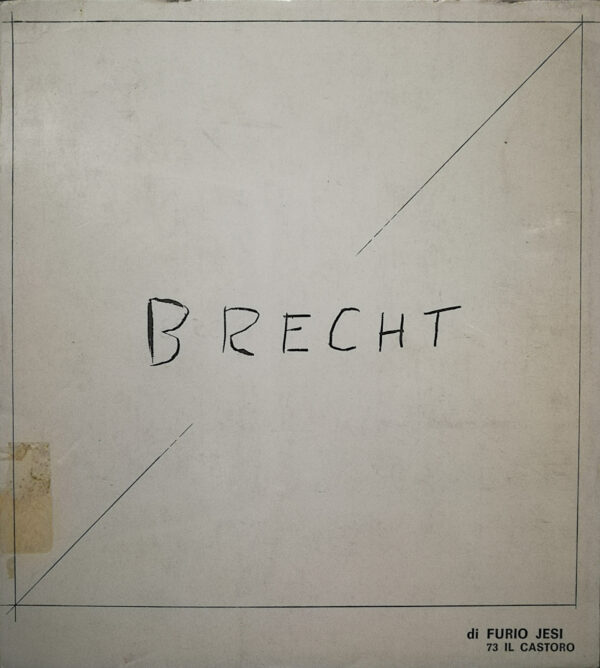 BRECHT
di FURIO JESI
73 IL CASTORO